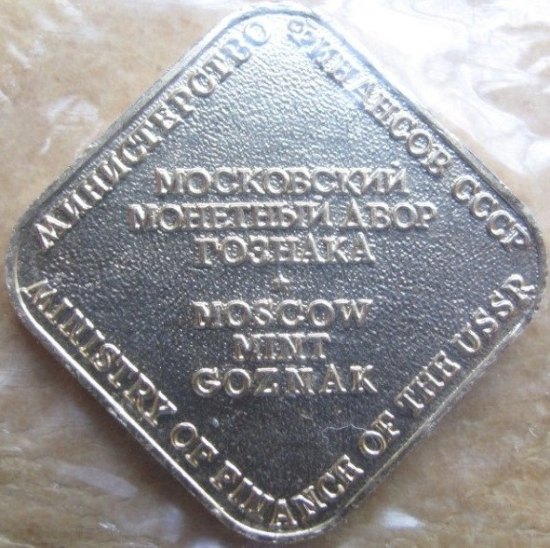 МИНИСТЕРСТВО ФИНАНСОВ СССР
МОСКОВСКИЙ
МОНЕТНЫЙ ДВОР
ГОЗНАКА
MOSCOW
MINT
GOZNAK
MINISTRY OF FINANCE OF THE USSR